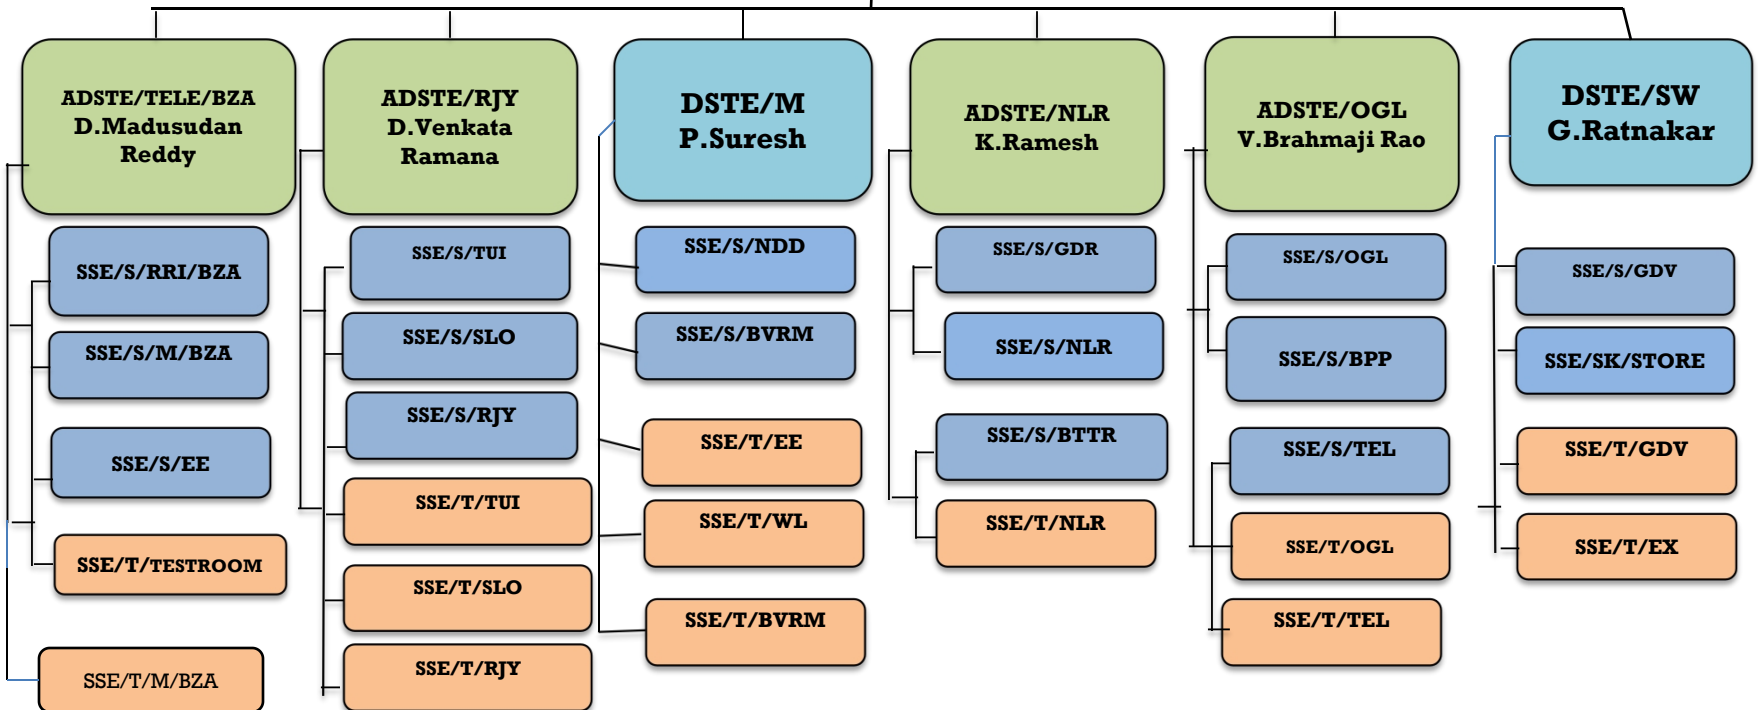 ADSTE/TELE/BZA
D.Madusudan
Reddy
SSE/S/RRI/BZA
SSE/S/M/BZA
SSE/S/EE
SSE/T/TESTROOM
SSE/T/M/BZA
ADSTE/RJY
D.Venkata
Ramana
SSE/S/TUI
SSE/S/SLO
SSE/S/RJY
SSE/T/TUI
SSE/T/SLO
SSE/T/RJY
DSTE/M
P.Suresh
SSE/S/NDD
SSE/S/BVRM
SSE/T/EE
SSE/T/WL
SSE/T/BVRM
ADSTE/NLR
K.Ramesh
SSE/S/GDR
SSE/S/NLR
SSE/S/BTTR
SSE/T/NLR
ADSTE/OGL
V.Brahmaji Rao
SSE/S/OGL
SSE/S/BPP
SSE/S/TEL
SSE/T/OGL
SSE/T/TEL
DSTE/SW
G.Ratnakar
SSE/S/GDV
SSE/SK/STORE
SSE/T/GDV
SSE/T/EX